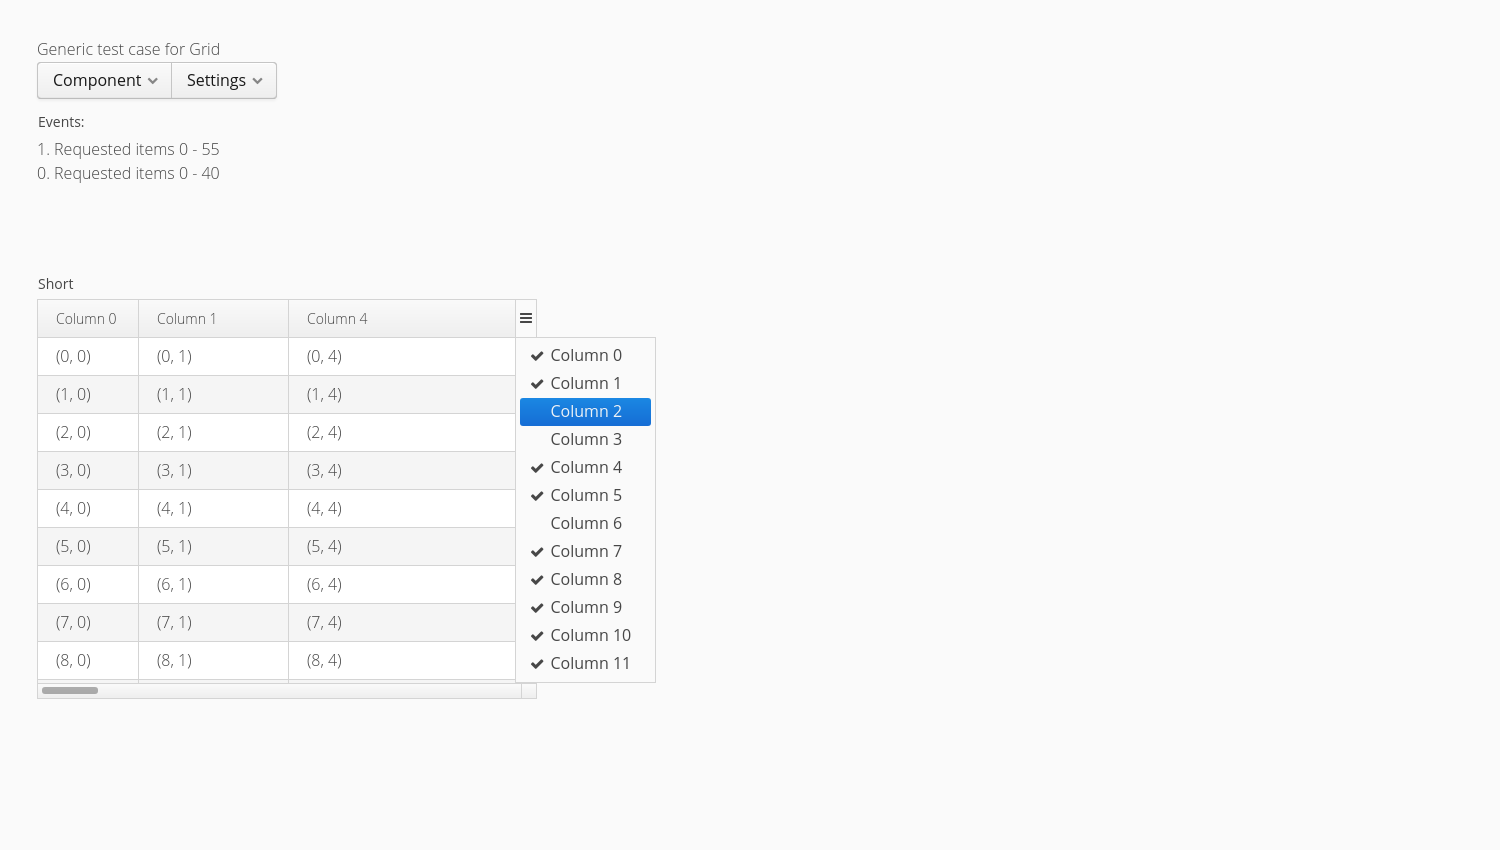 Generic test case for Grid
Component Settings
Events:
1. Requested items 0 - 55
0. Requested items 0 - 40
Short
Column 0 Column 1 Column 4
(0, 0) (0, 1) (0, 4)
(1, 0) (1, 1) (1, 4)
(2, 0) (2, 1) (2, 4)
(3, 0) (3, 1) (3, 4)
(4, 0) (4, 1) (4, 4)
(5, 0) (5, 1) (5, 4)
(6, 0) (6, 1) (6, 4)
(7, 0) (7, 1) (7, 4)
(8, 0) (8, 1) (8, 4)
Column 0
Column 1
Column 2
Column 3
Column 4
Column 5
Column 6
Column 7
Column 8
Column 9
Column 10
Column 11